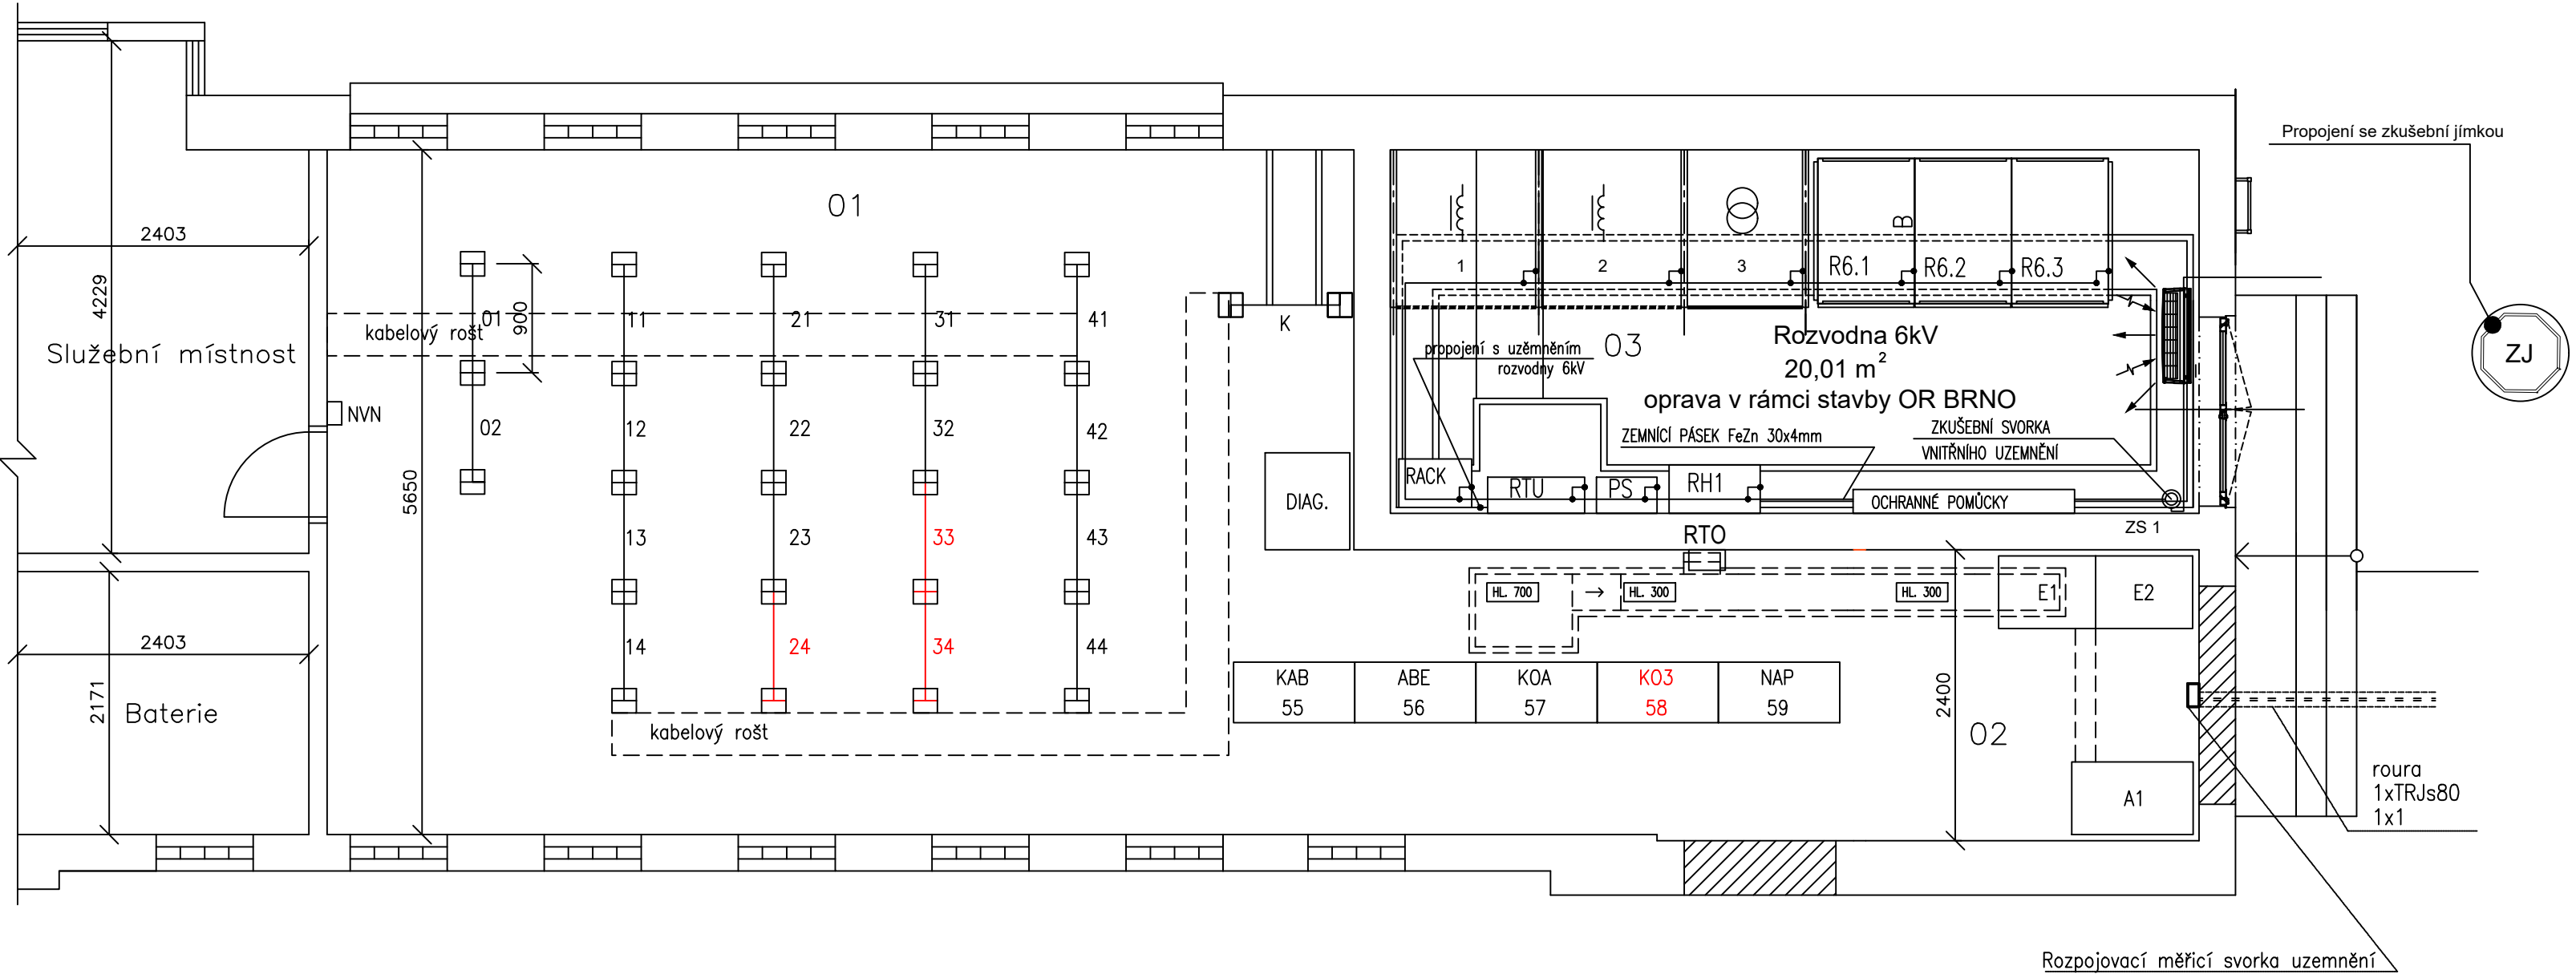 Propojení se zkušební jímkou
01
2403
4229
B
1
2
3
R6.1
R6.2
R6.3
01
11
21
31
41
900
kabelový rošt
K
Služební místnost
propojení s uzěmněním
rozvodny 6kV
03
Rozvodna 6kV
20,01 m²
oprava v rámci stavby OR BRNO
ZJ
NVN
02
12
22
32
42
ZEMNÍCÍ PÁSEK FeZn 30x4mm
ZKUŠEBNÍ SVORKA
VNITŘNÍHO UZEMNĚNÍ
5650
DIAG.
RACK
RTU
PS
RH1
OCHRANNÉ POMŮCKY
ZS 1
13
23
33
43
RTO
HL. 700
HL. 300
HL. 300
E1
E2
2403
14
24
34
44
2171
Baterie
KAB
55
ABE
56
KOA
57
KO3
58
NAP
59
2400
02
kabelový rošt
A1
roura
1xTRJs80
1x1
Rozpojovací měřicí svorka uzemnění